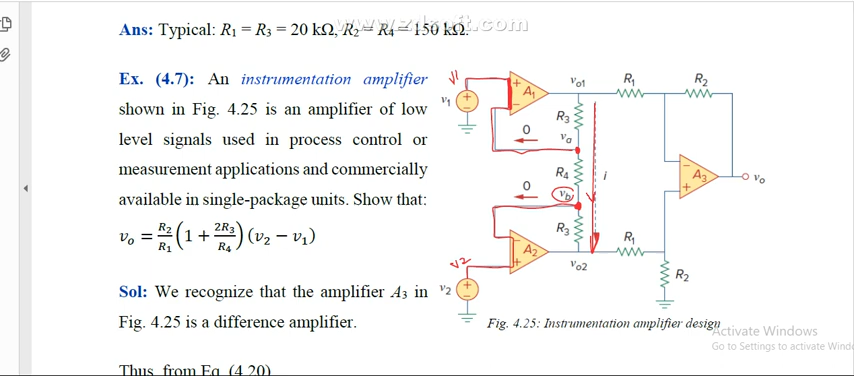 Ans: Typical: R₁ = R₃ = 20 kΩ, R₂ = R₄ = 150 kΩ.
Ex. (4.7): An instrumentation amplifier
shown in Fig. 4.25 is an amplifier of low
level signals used in process control or
measurement applications and commercially
available in single-package units. Show that:
vₒ = R₂/R₁ (1 + 2R₃/R₄) (v₂ − v₁)
Sol: We recognize that the amplifier A₃ in
Fig. 4.25 is a difference amplifier.
Thus, from Eq. (4.20)
V1
v₁
+
−
+
−
A₁
vₒ₁
R₁
R₂
R₃
0
vₐ
R₄
i
−
+
A₃
vₒ
0
v_b
R₃
−
+
A₂
R₁
vₒ₂
V2
v₂
+
−
R₂
Fig. 4.25: Instrumentation amplifier design
Activate Windows
Go to Settings to activate Wind